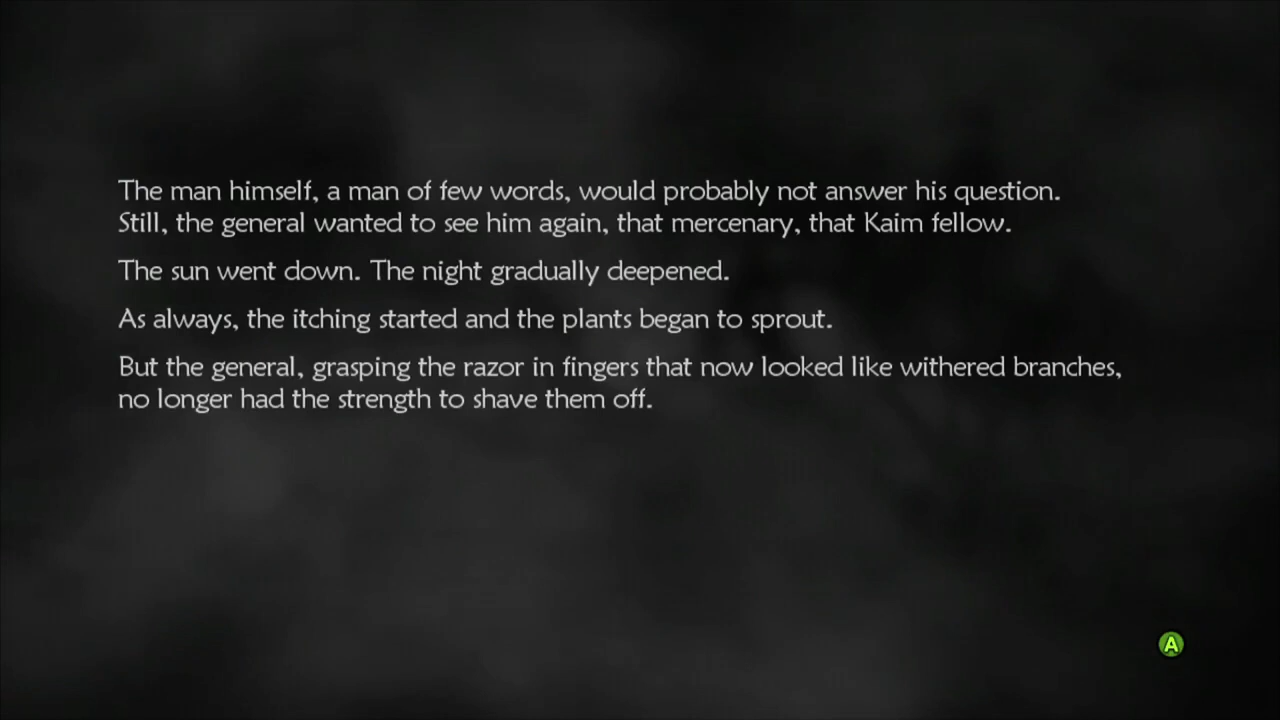 The man himself, a man of few words, would probably not answer his question.
Still, the general wanted to see him again, that mercenary, that Kaim fellow.
The sun went down. The night gradually deepened.
As always, the itching started and the plants began to sprout.
But the general, grasping the razor in fingers that now looked like withered branches,
no longer had the strength to shave them off.
A